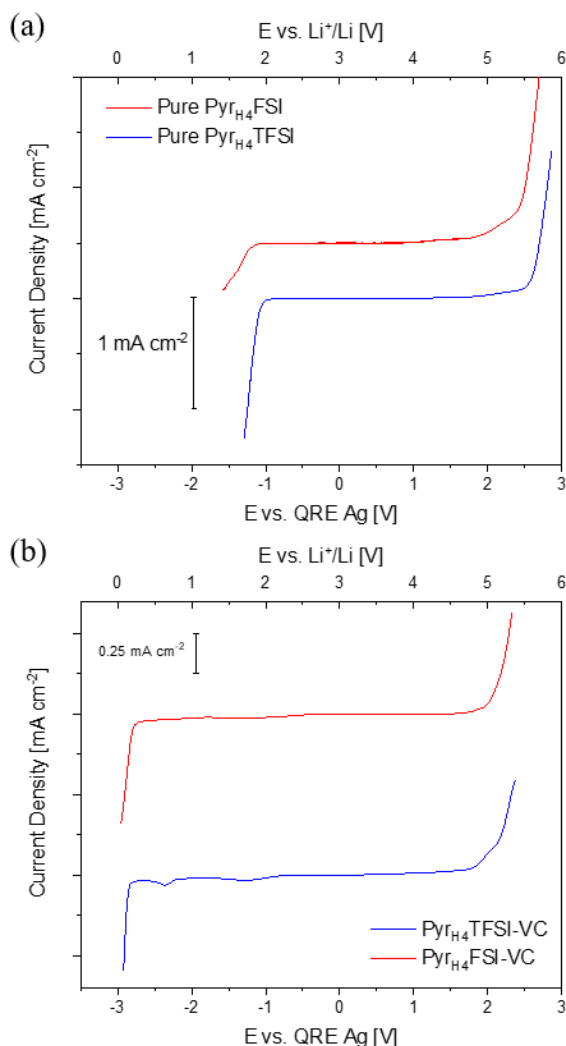 (a)
E vs. Li⁺/Li [V]
0 1 2 3 4 5 6
Pure Pyr_H4FSI
Pure Pyr_H4TFSI
Current Density [mA cm⁻²]
1 mA cm⁻²
-3 -2 -1 0 1 2 3
E vs. QRE Ag [V]
(b)
E vs. Li⁺/Li [V]
0 1 2 3 4 5 6
0.25 mA cm⁻²
Current Density [mA cm⁻²]
Pyr_H4TFSI-VC
Pyr_H4FSI-VC
-3 -2 -1 0 1 2 3
E vs. QRE Ag [V]